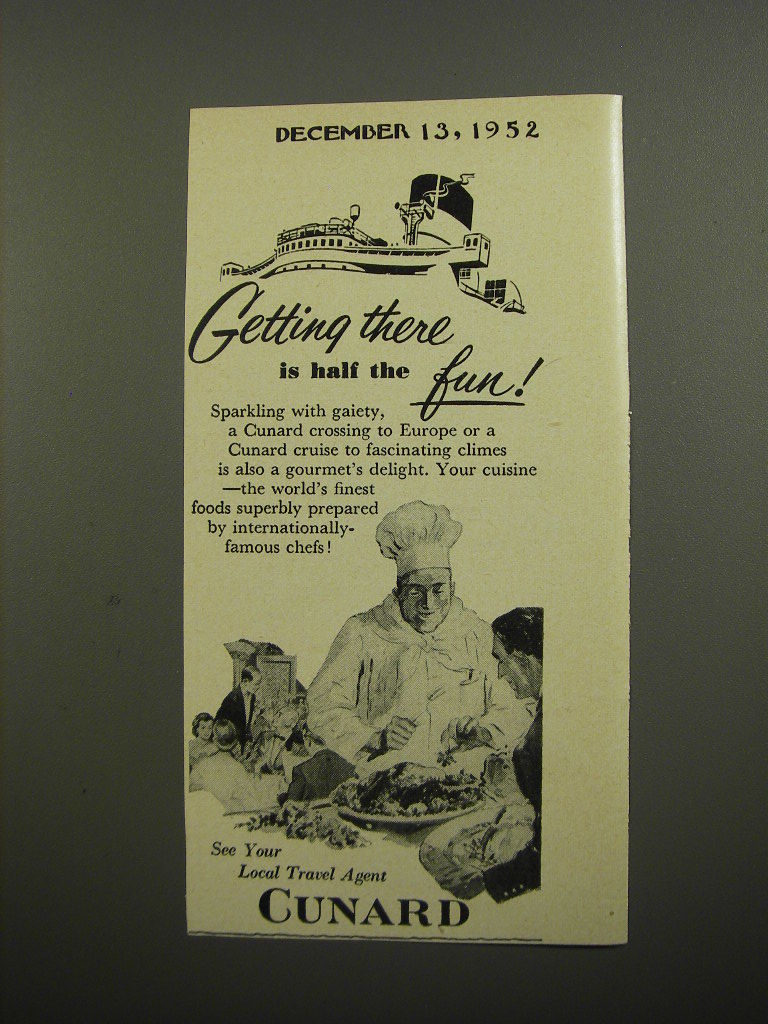 DECEMBER 13, 1952
Getting there
is half the fun!
Sparkling with gaiety,
a Cunard crossing to Europe or a
Cunard cruise to fascinating climes
is also a gourmet's delight. Your cuisine
—the world's finest
foods superbly prepared
by internationally-
famous chefs!
See Your
Local Travel Agent
CUNARD